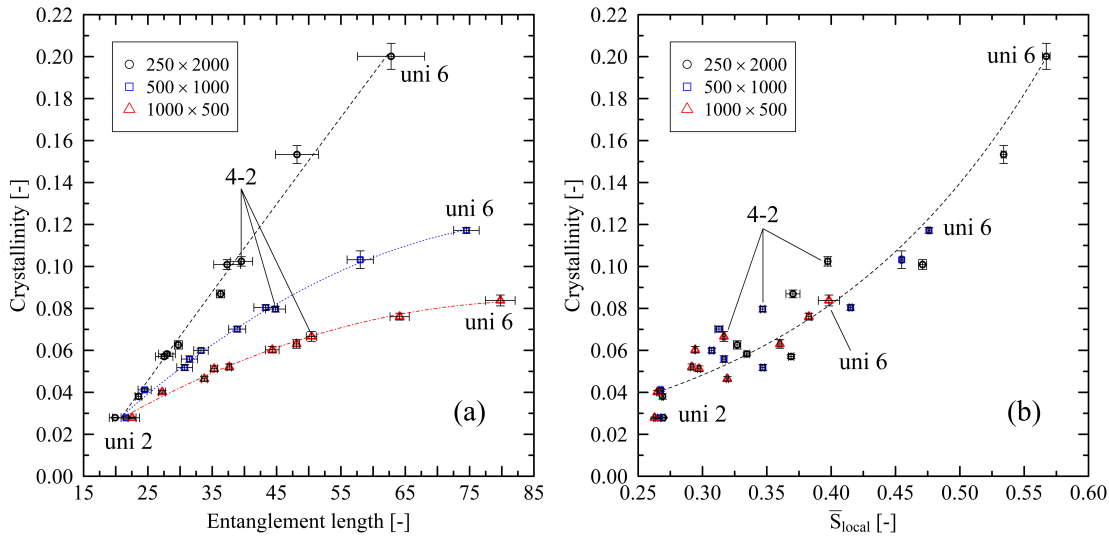 0.22
0.20
0.18
0.16
0.14
0.12
0.10
0.08
0.06
0.04
0.02
0.00
Crystallinity [-]
250 × 2000
500 × 1000
1000 × 500
uni 6
4-2
uni 6
uni 6
uni 2
(a)
15 25 35 45 55 65 75 85
Entanglement length [-]
0.22
0.20
0.18
0.16
0.14
0.12
0.10
0.08
0.06
0.04
0.02
0.00
Crystallinity [-]
250 × 2000
500 × 1000
1000 × 500
uni 6
4-2
uni 6
uni 6
uni 2
(b)
0.25 0.30 0.35 0.40 0.45 0.50 0.55 0.60
S̅local [-]